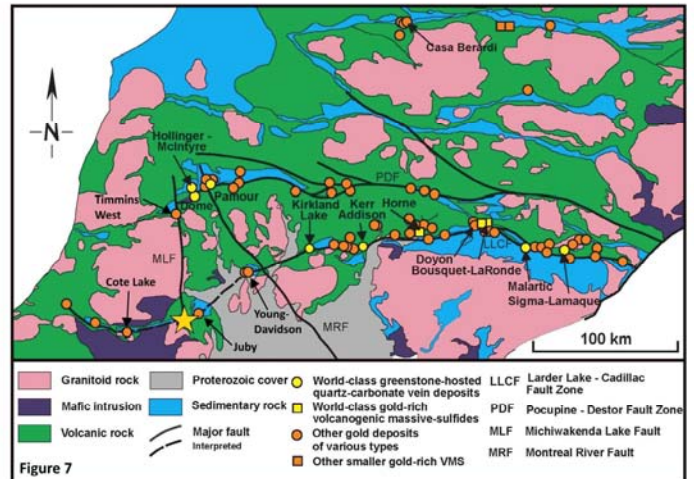 Casa Berardi
N
Hollinger -
McIntyre
PDF
Dome
Pamour
Timmins
West
Kirkland
Lake
Kerr
Addison
Horne
MLF
LLCF
Doyon
Bousquet-LaRonde
Cote Lake
Malartic
Sigma-Lamaque
Young-
Davidson
MRF
Juby
100 km
Granitoid rock
Mafic intrusion
Volcanic rock
Proterozoic cover
Sedimentary rock
Major fault
Interpreted
World-class greenstone-hosted
quartz-carbonate vein deposits
World-class gold-rich
volcanogenic massive-sulfides
Other gold deposits
of various types
Other smaller gold-rich VMS
LLCF Larder Lake - Cadillac
Fault Zone
PDF Pocupine - Destor Fault Zone
MLF Michiwakenda Lake Fault
MRF Montreal River Fault
Figure 7